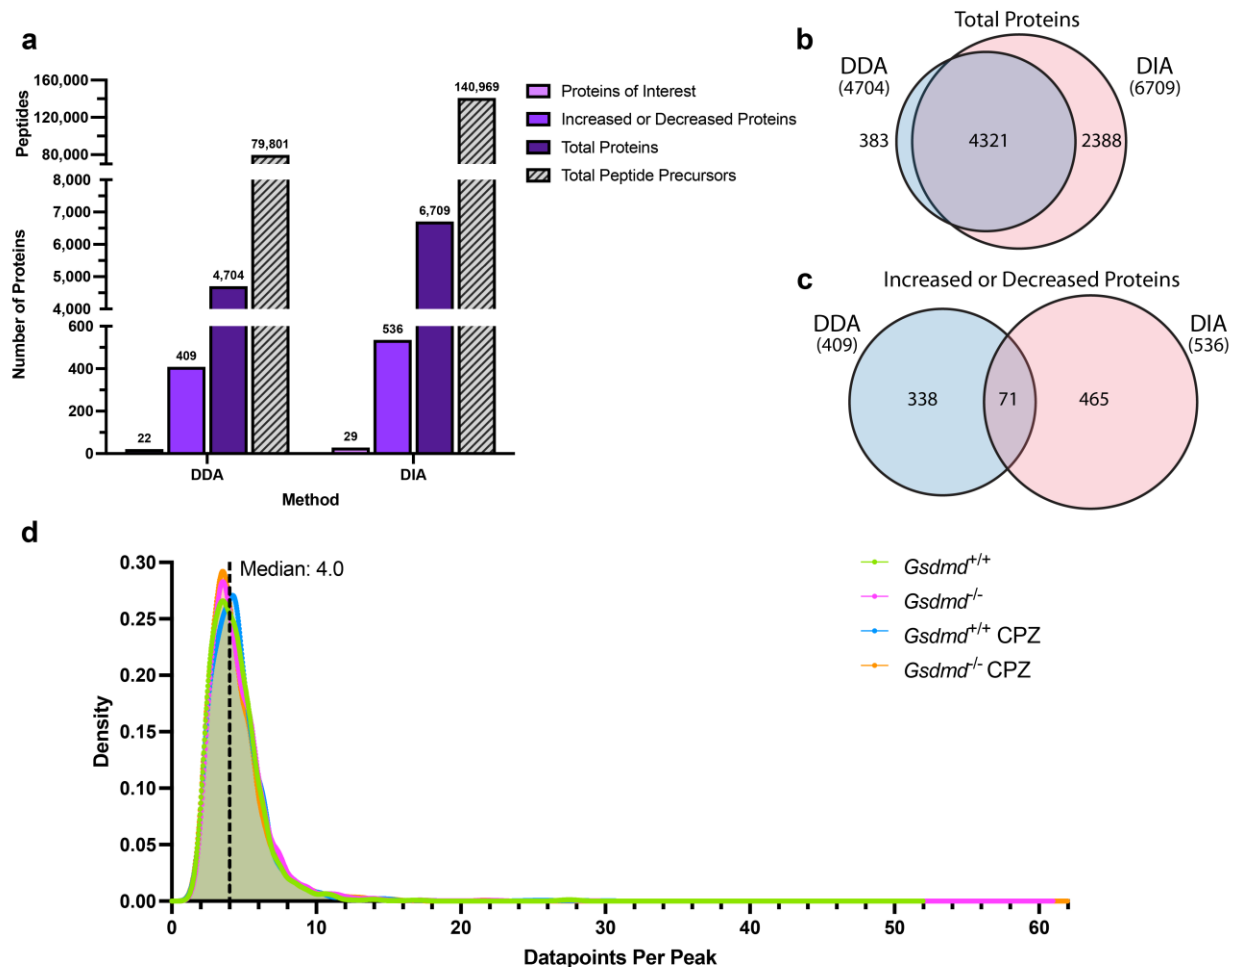 a
160,000
120,000
80,000
8,000
7,000
6,000
5,000
4,000
600
400
200
0
Peptides
Number of Proteins
22
409
4,704
79,801
29
536
6,709
140,969
DDA
DIA
Method
Proteins of Interest
Increased or Decreased Proteins
Total Proteins
Total Peptide Precursors
b
Total Proteins
DDA
(4704)
DIA
(6709)
383
4321
2388
c
Increased or Decreased Proteins
DDA
(409)
DIA
(536)
338
71
465
d
Median: 4.0
0.30
0.25
0.20
0.15
0.10
0.05
0.00
Density
0
10
20
30
40
50
60
Datapoints Per Peak
Gsdmd+/+
Gsdmd-/-
Gsdmd+/+ CPZ
Gsdmd-/- CPZ